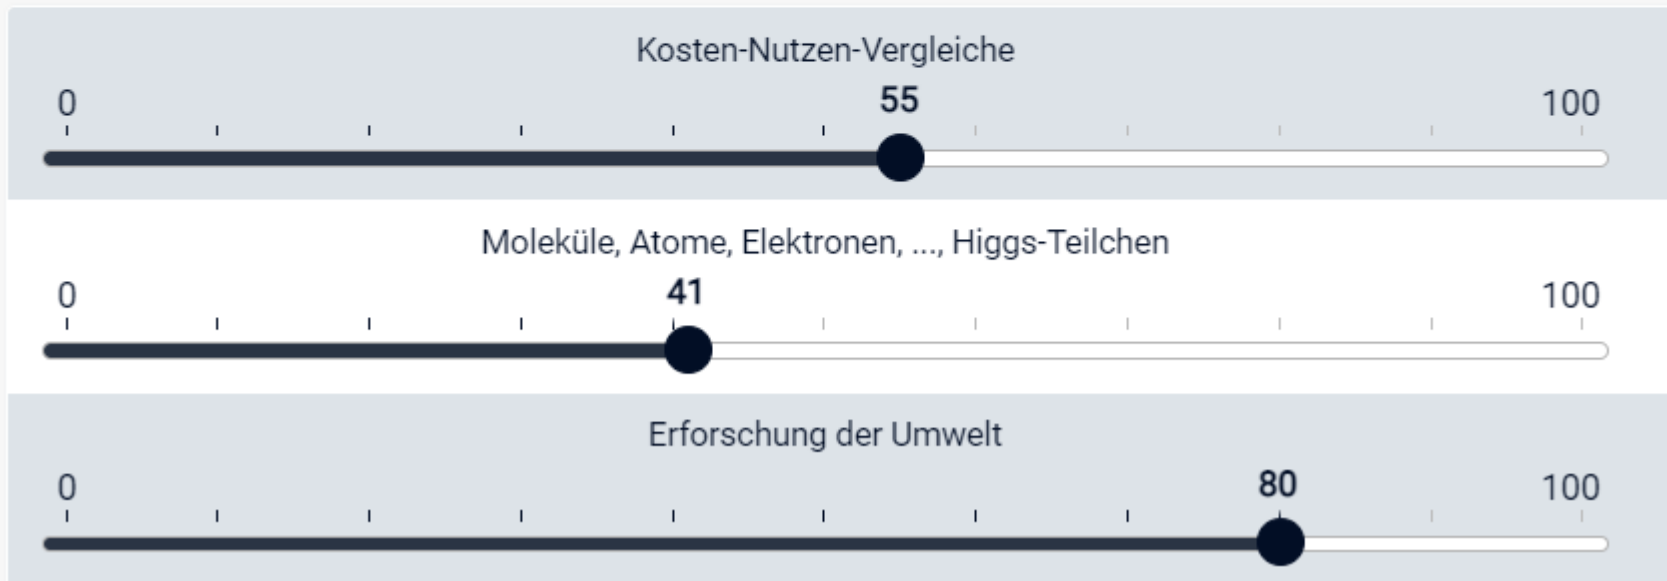 Kosten-Nutzen-Vergleiche
0 55 100
Moleküle, Atome, Elektronen, ..., Higgs-Teilchen
0 41 100
Erforschung der Umwelt
0 80 100